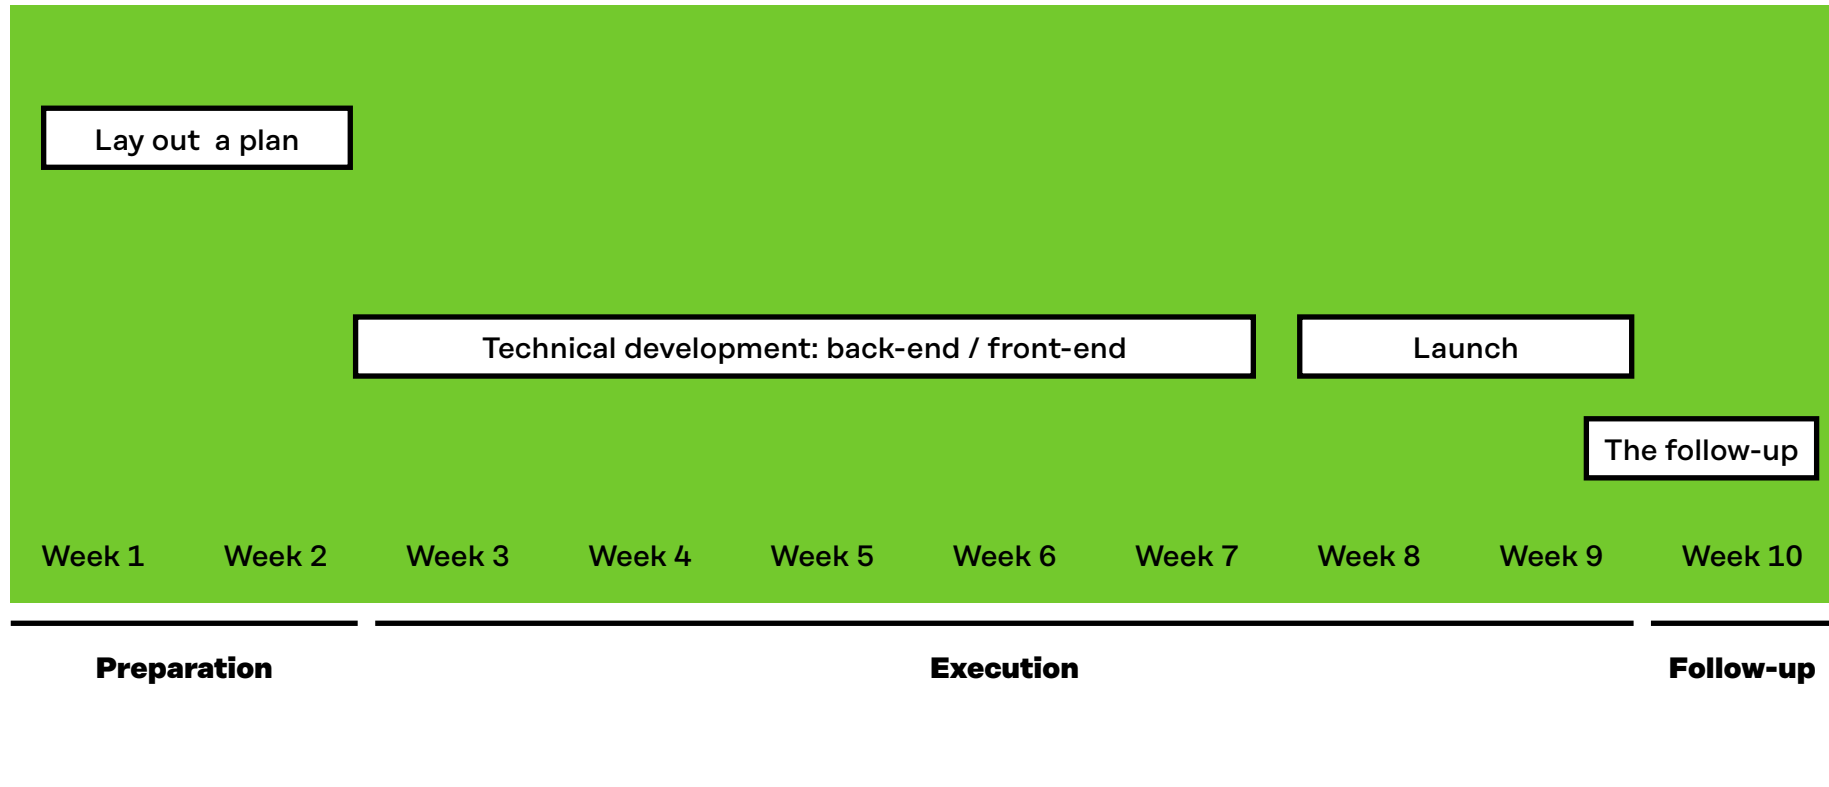 Lay out  a plan
Technical development: back-end / front-end
Launch
The follow-up
Week 1
Week 2
Week 3
Week 4
Week 5
Week 6
Week 7
Week 8
Week 9
Week 10
Preparation
Execution
Follow-up